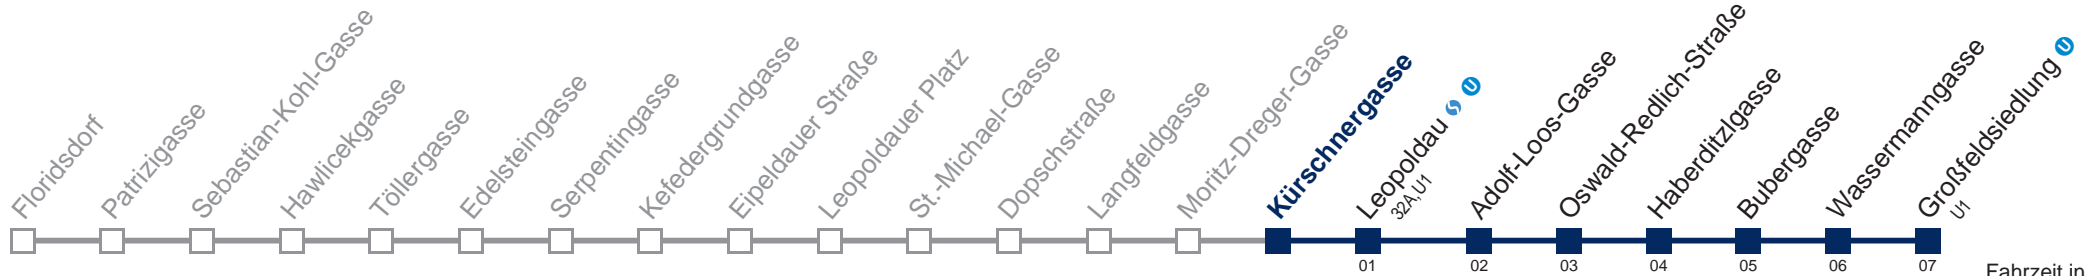 Floridsdorf
Patrizigasse
Sebastian-Kohl-Gasse
Hawlicekgasse
Töllergasse
Edelsteingasse
Serpentingasse
Kefedergrundgasse
Eipeldauer Straße
Leopoldauer Platz
St.-Michael-Gasse
Dopschstraße
Langfeldgasse
Moritz-Dreger-Gasse
Kürschnergasse
Leopoldau S U
32A, U1
Adolf-Loos-Gasse
Oswald-Redlich-Straße
Haberditzlgasse
Bubergasse
Wassermanngasse
Großfeldsiedlung U
U1
01 02 03 04 05 06 07
Fahrzeit in